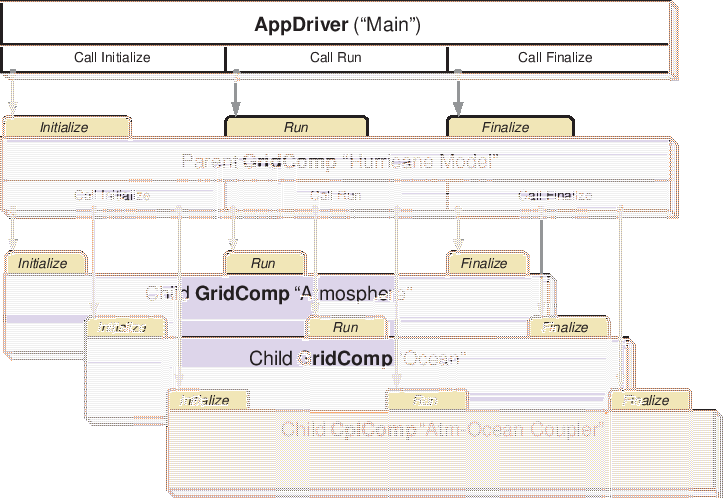 AppDriver (“Main”)
Call Initialize Call Run Call Finalize
Initialize Run Finalize
Parent GridComp “Hurricane Model”
Call Initialize Call Run Call Finalize
Initialize Run Finalize
Child GridComp “Atmosphere”
Initialize Run Finalize
Child GridComp “Ocean”
Initialize Run Finalize
Child CplComp “Atm-Ocean Coupler”